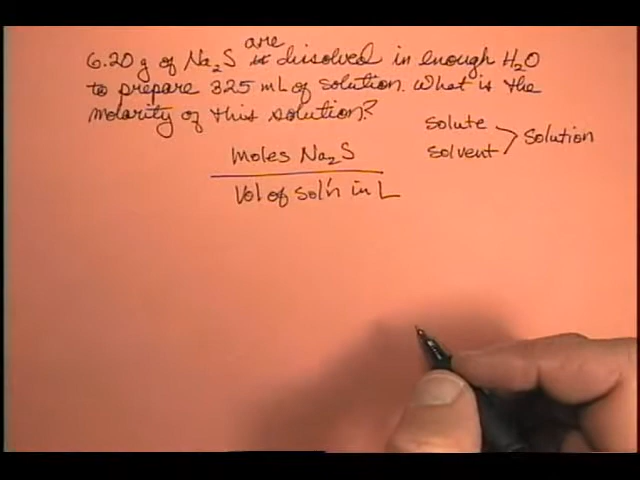 are
6.20 g of Na₂S is dissolved in enough H₂O
to prepare 325 mL of solution. What is the
molarity of this solution?
solute
solvent
solution
moles Na₂S
Vol of sol'n in L